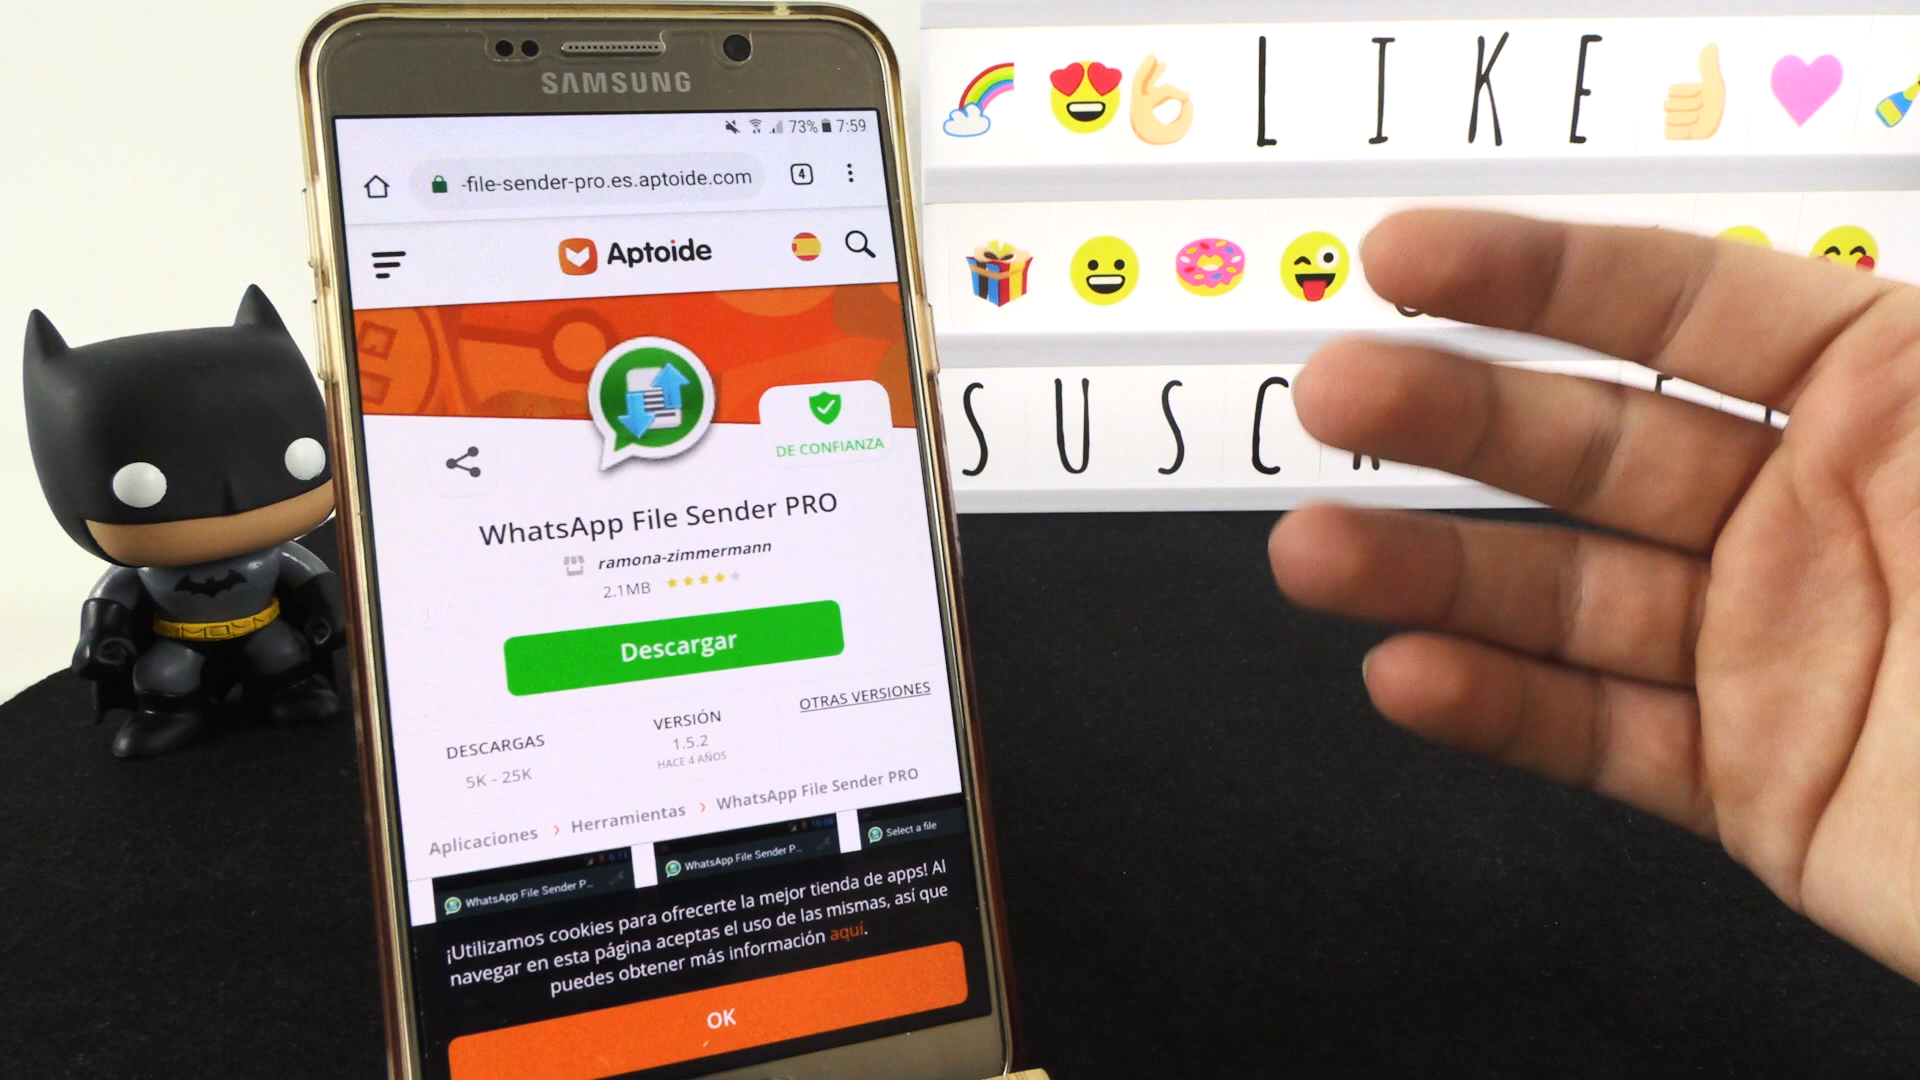 SAMSUNG
73% 7:59
-file-sender-pro.es.aptoide.com 4
Aptoide
DE CONFIANZA
WhatsApp File Sender PRO
ramona-zimmermann
2.1MB
Descargar
OTRAS VERSIONES
DESCARGAS
5K - 25K
VERSIÓN
1.5.2
HACE 4 AÑOS
Aplicaciones > Herramientas > WhatsApp File Sender PRO
WhatsApp File Sender P...
WhatsApp File Sender P...
Select a file
¡Utilizamos cookies para ofrecerte la mejor tienda de apps! Al
navegar en esta página aceptas el uso de las mismas, así que
puedes obtener más información aquí.
OK
LIKE
SUSC